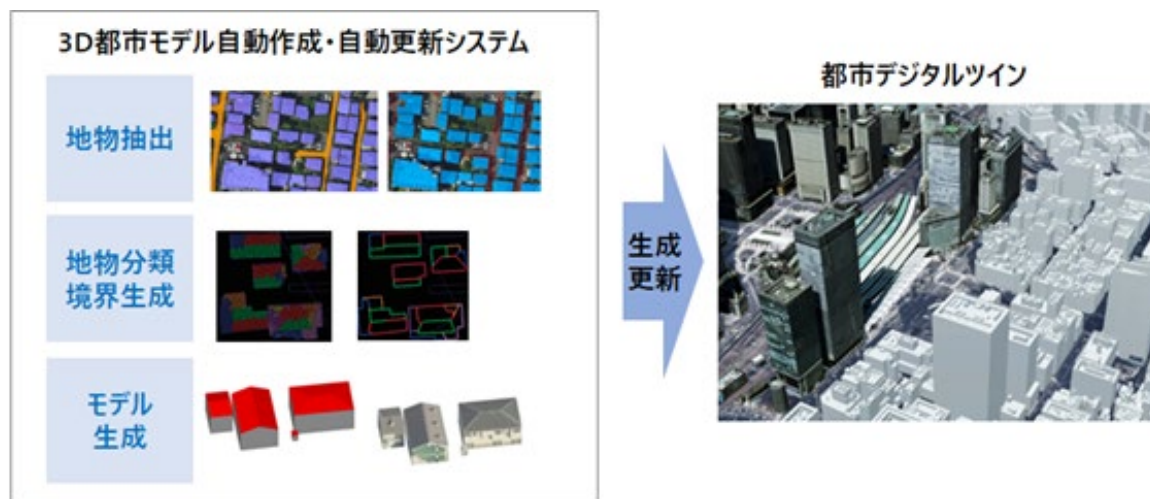 3D都市モデル自動作成・自動更新システム
地物抽出
地物分類
境界生成
モデル
生成
生成
更新
都市デジタルツイン